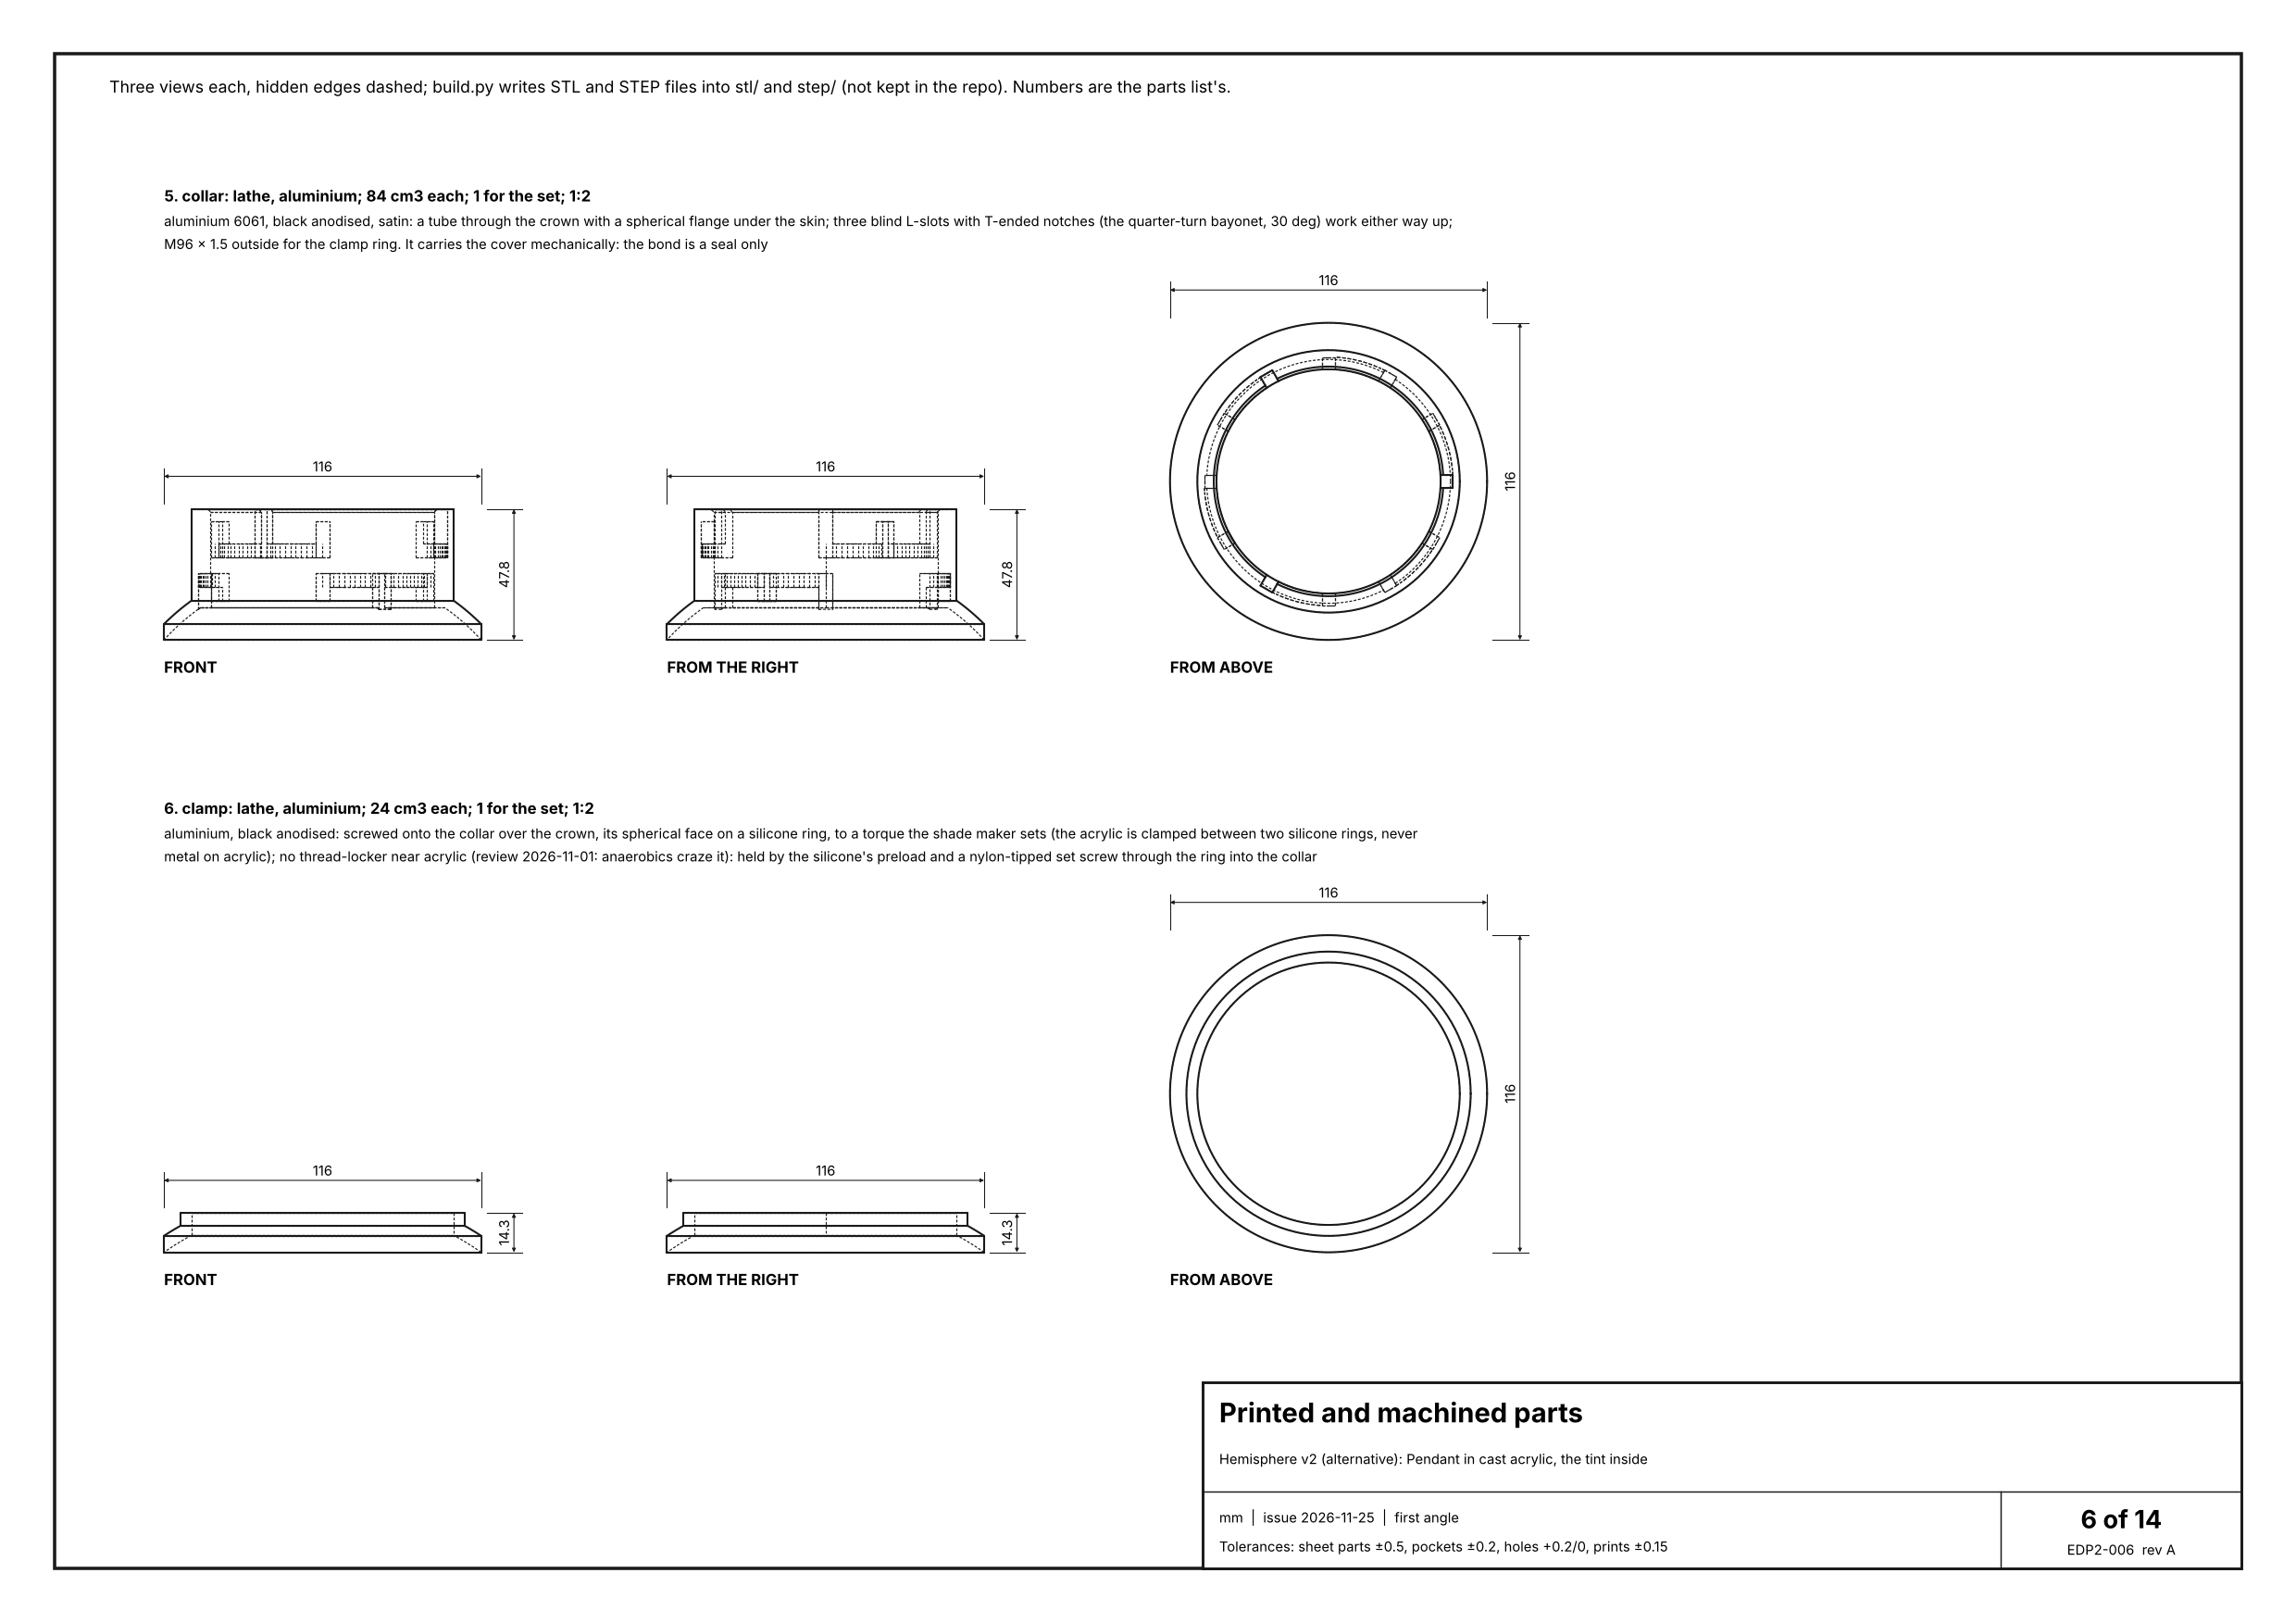 Three views each, hidden edges dashed; build.py writes STL and STEP files into stl/ and step/ (not kept in the repo). Numbers are the parts list's.
5. collar: lathe, aluminium; 84 cm3 each; 1 for the set; 1:2
aluminium 6061, black anodised, satin: a tube through the crown with a spherical flange under the skin; three blind L-slots with T-ended notches (the quarter-turn bayonet, 30 deg) work either way up;
M96 × 1.5 outside for the clamp ring. It carries the cover mechanically: the bond is a seal only
116
116
116
116
47.8
47.8
FRONT
FROM THE RIGHT
FROM ABOVE
6. clamp: lathe, aluminium; 24 cm3 each; 1 for the set; 1:2
aluminium, black anodised: screwed onto the collar over the crown, its spherical face on a silicone ring, to a torque the shade maker sets (the acrylic is clamped between two silicone rings, never
metal on acrylic); no thread-locker near acrylic (review 2026-11-01: anaerobics craze it): held by the silicone's preload and a nylon-tipped set screw through the ring into the collar
116
116
116
116
14.3
14.3
FRONT
FROM THE RIGHT
FROM ABOVE
Printed and machined parts
Hemisphere v2 (alternative): Pendant in cast acrylic, the tint inside
mm | issue 2026-11-25 | first angle
Tolerances: sheet parts ±0.5, pockets ±0.2, holes +0.2/0, prints ±0.15
6 of 14
EDP2-006 rev A